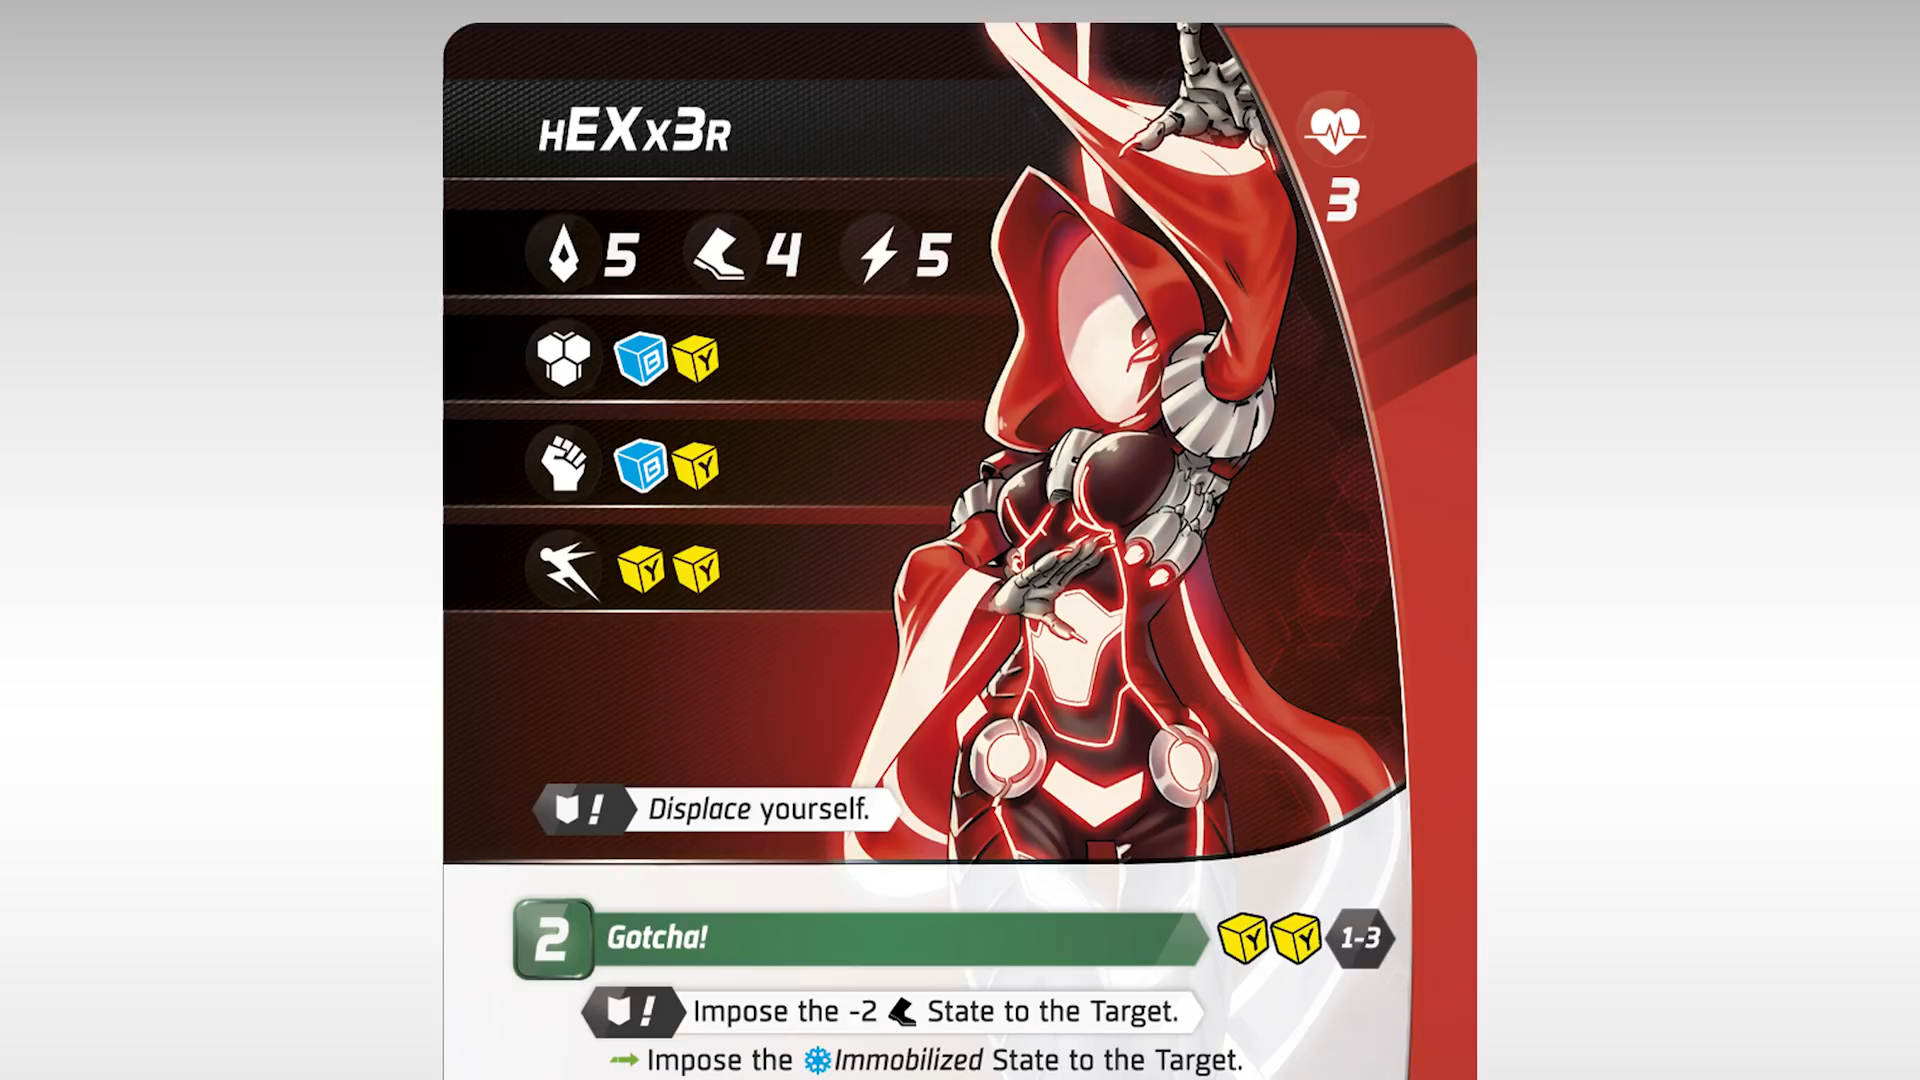 HEXX3R
3
5 4 5
B Y
B Y
Y Y
! Displace yourself.
2 Gotcha! Y Y 1-3
! Impose the -2 State to the Target.
Impose the Immobilized State to the Target.